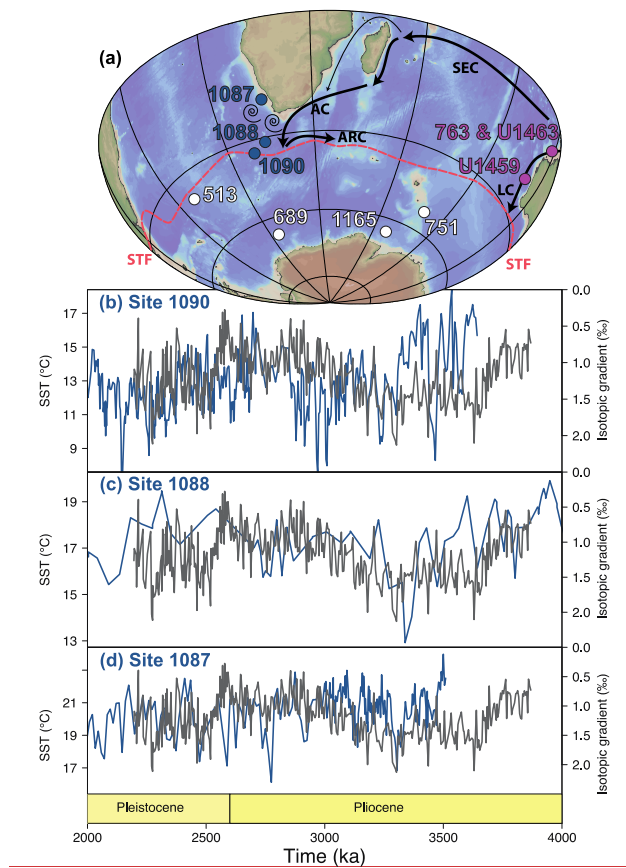 (a)
SEC
1087
AC
1088
ARC
763 & U1463
1090
U1459
LC
513
689
1165
751
STF
STF
(b) Site 1090
17
15
13
11
9
SST (°C)
0.0
0.5
1.0
1.5
2.0
Isotopic gradient (‰)
(c) Site 1088
19
17
15
13
SST (°C)
0.0
0.5
1.0
1.5
2.0
Isotopic gradient (‰)
(d) Site 1087
21
19
17
SST (°C)
0.0
0.5
1.0
1.5
2.0
Isotopic gradient (‰)
Pleistocene
Pliocene
2000
2500
3000
3500
4000
Time (ka)